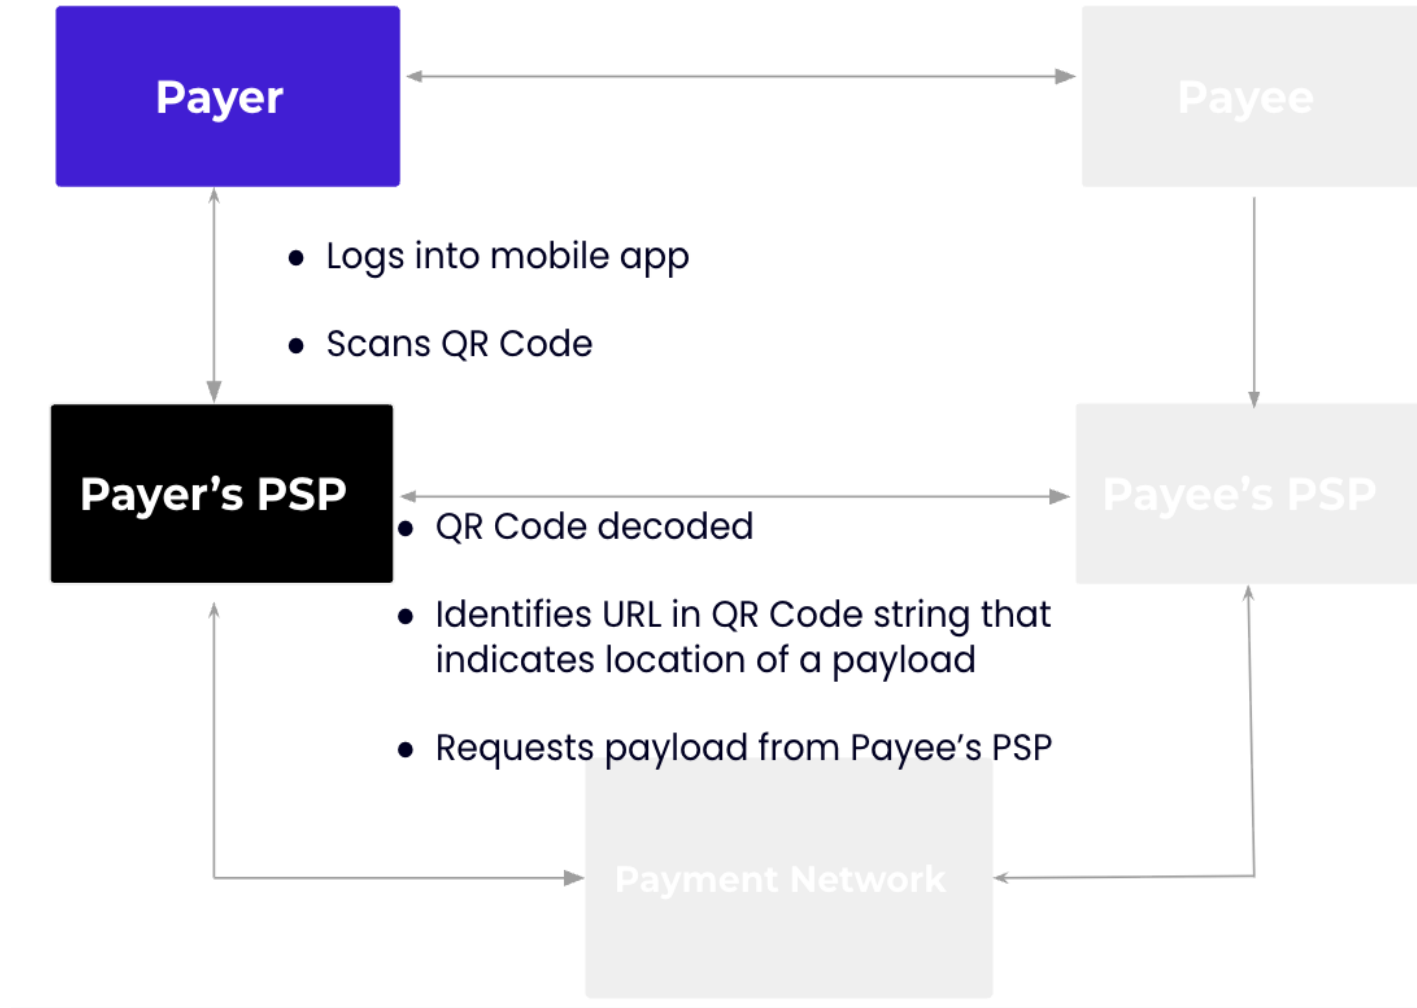 Payer
Payee
● Logs into mobile app
● Scans QR Code
Payer’s PSP
Payee’s PSP
● QR Code decoded
● Identifies URL in QR Code string that
indicates location of a payload
● Requests payload from Payee’s PSP
Payment Network